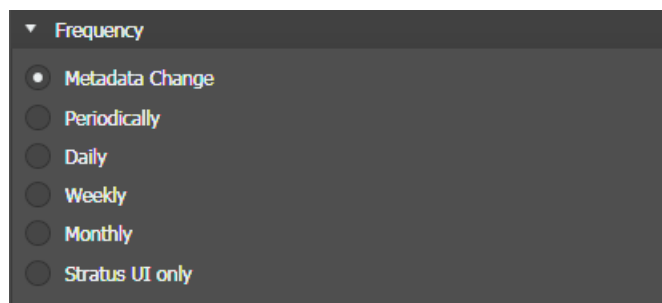 Frequency
Metadata Change
Periodically
Daily
Weekly
Monthly
Stratus UI only